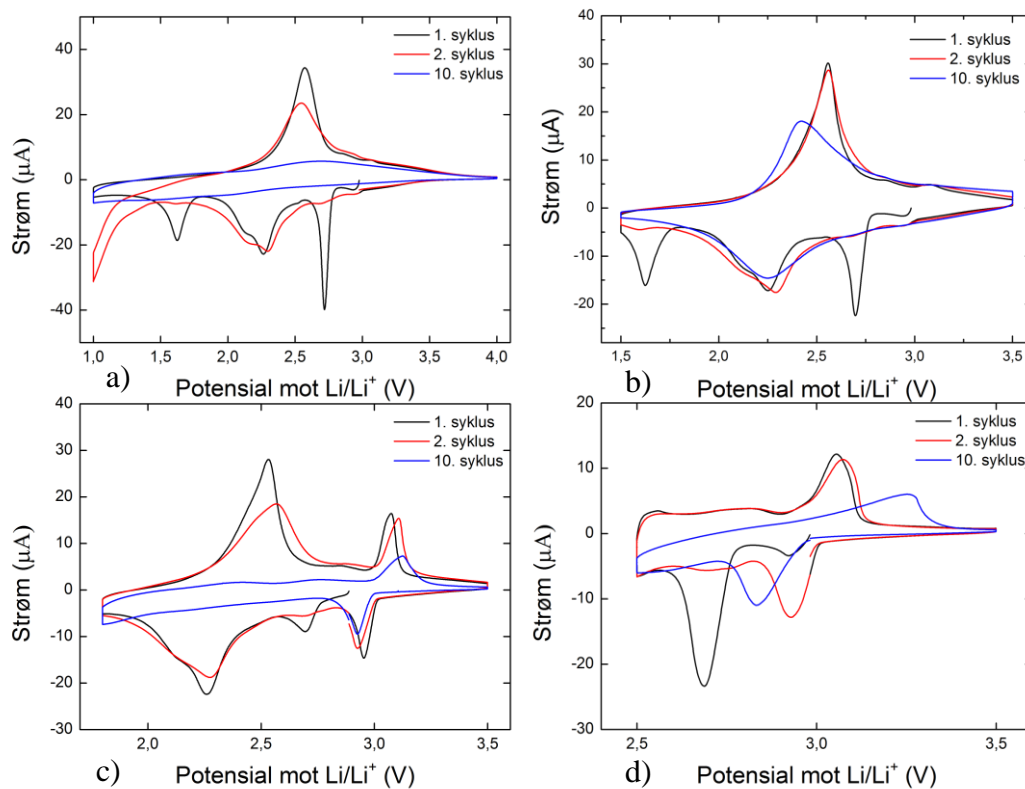 40
20
0
-20
-40
Strøm (µA)
1. syklus
2. syklus
10. syklus
1,0 1,5 2,0 2,5 3,0 3,5 4,0
a)
Potensial mot Li/Li⁺ (V)
40
30
20
10
0
-10
-20
Strøm (µA)
1. syklus
2. syklus
10. syklus
1,5 2,0 2,5 3,0 3,5
b)
Potensial mot Li/Li⁺ (V)
40
30
20
10
0
-10
-20
-30
Strøm (µA)
1. syklus
2. syklus
10. syklus
2,0 2,5 3,0 3,5
c)
Potensial mot Li/Li⁺ (V)
30
20
10
0
-10
-20
-30
Strøm (µA)
1. syklus
2. syklus
10. syklus
2,5 3,0 3,5
d)
Potensial mot Li/Li⁺ (V)